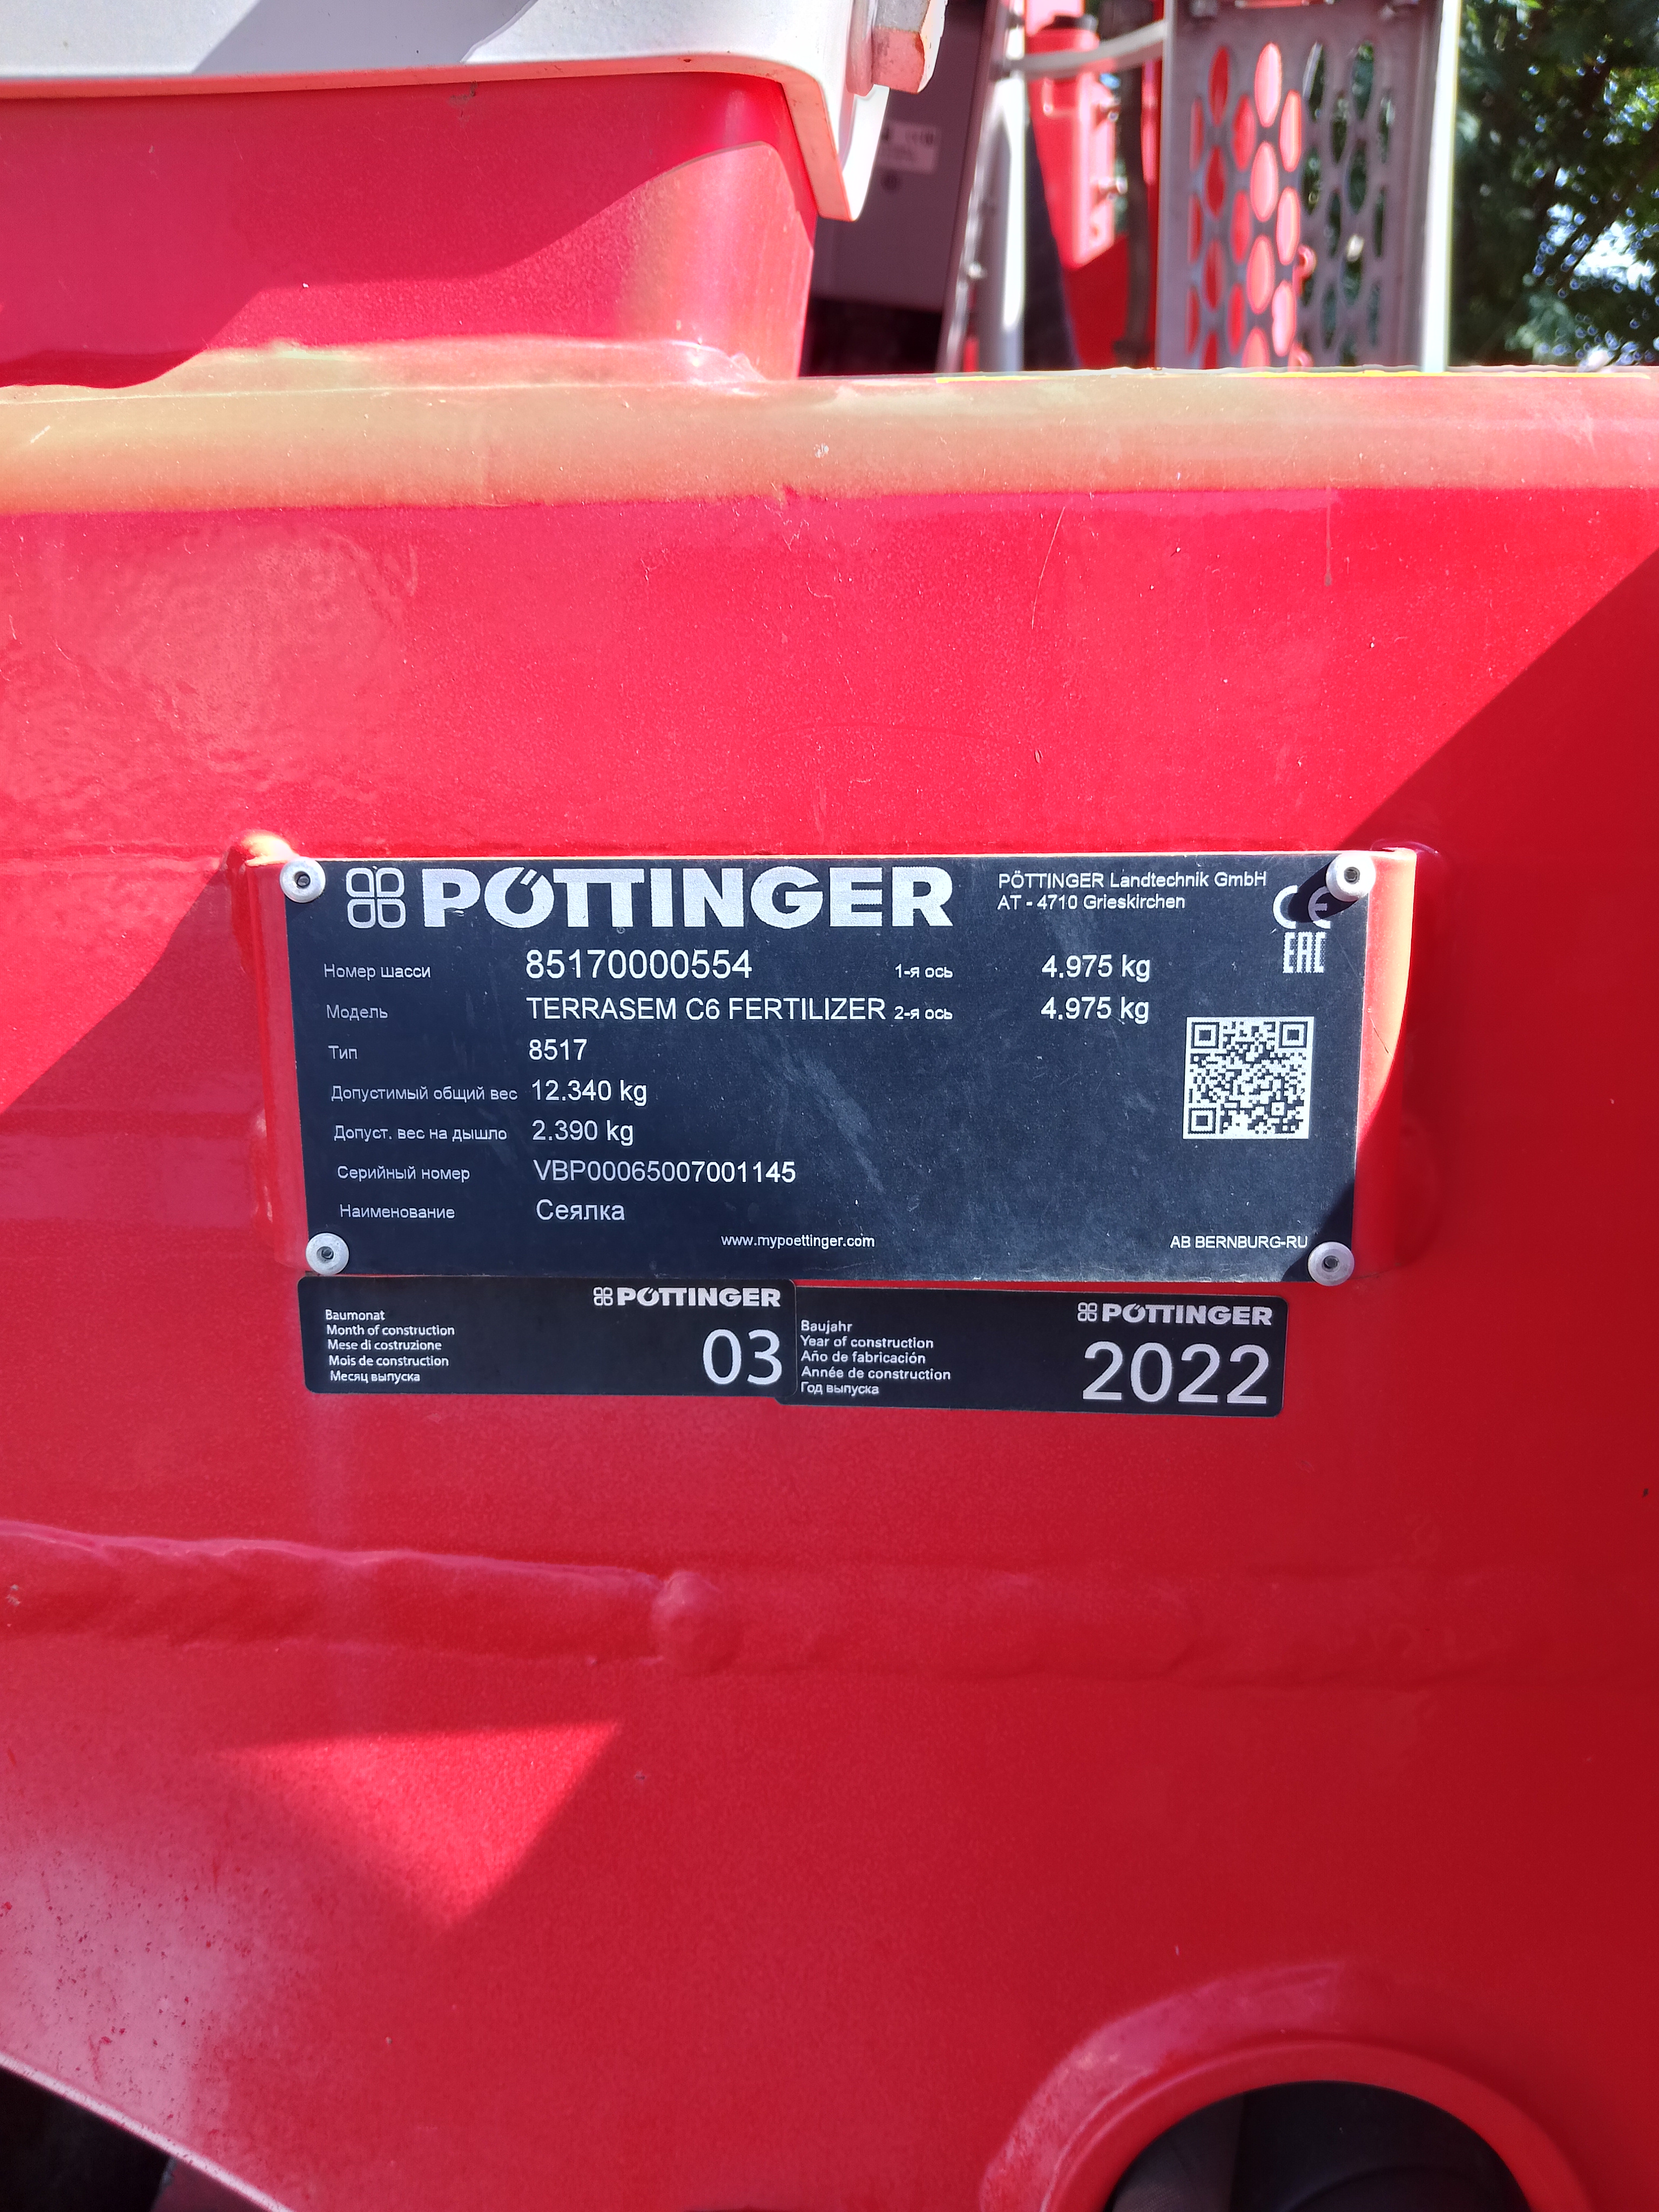 PÖTTINGER
PÖTTINGER Landtechnik GmbH
AT - 4710 Grieskirchen
CE
EAC
Номер шасси 85170000554 1-я ось 4.975 kg
Модель TERRASEM C6 FERTILIZER 2-я ось 4.975 kg
Тип 8517
Допустимый общий вес 12.340 kg
Допуст. вес на дышло 2.390 kg
Серийный номер VBP00065007001145
Наименование Сеялка
www.mypoettinger.com AB BERNBURG-RU
PÖTTINGER
Baumonat
Month of construction
Mese di costruzione
Mois de construction
Месяц выпуска
03
PÖTTINGER
Baujahr
Year of construction
Año de fabricación
Année de construction
Год выпуска
2022